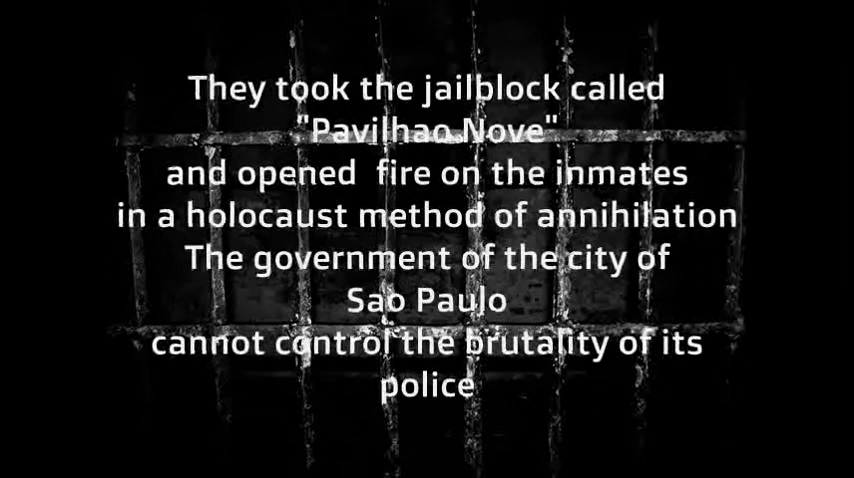 They took the jailblock called
"Pavilhao Nove"
and opened  fire on the inmates
in a holocaust method of annihilation
The government of the city of
Sao Paulo
cannot control the brutality of its
police